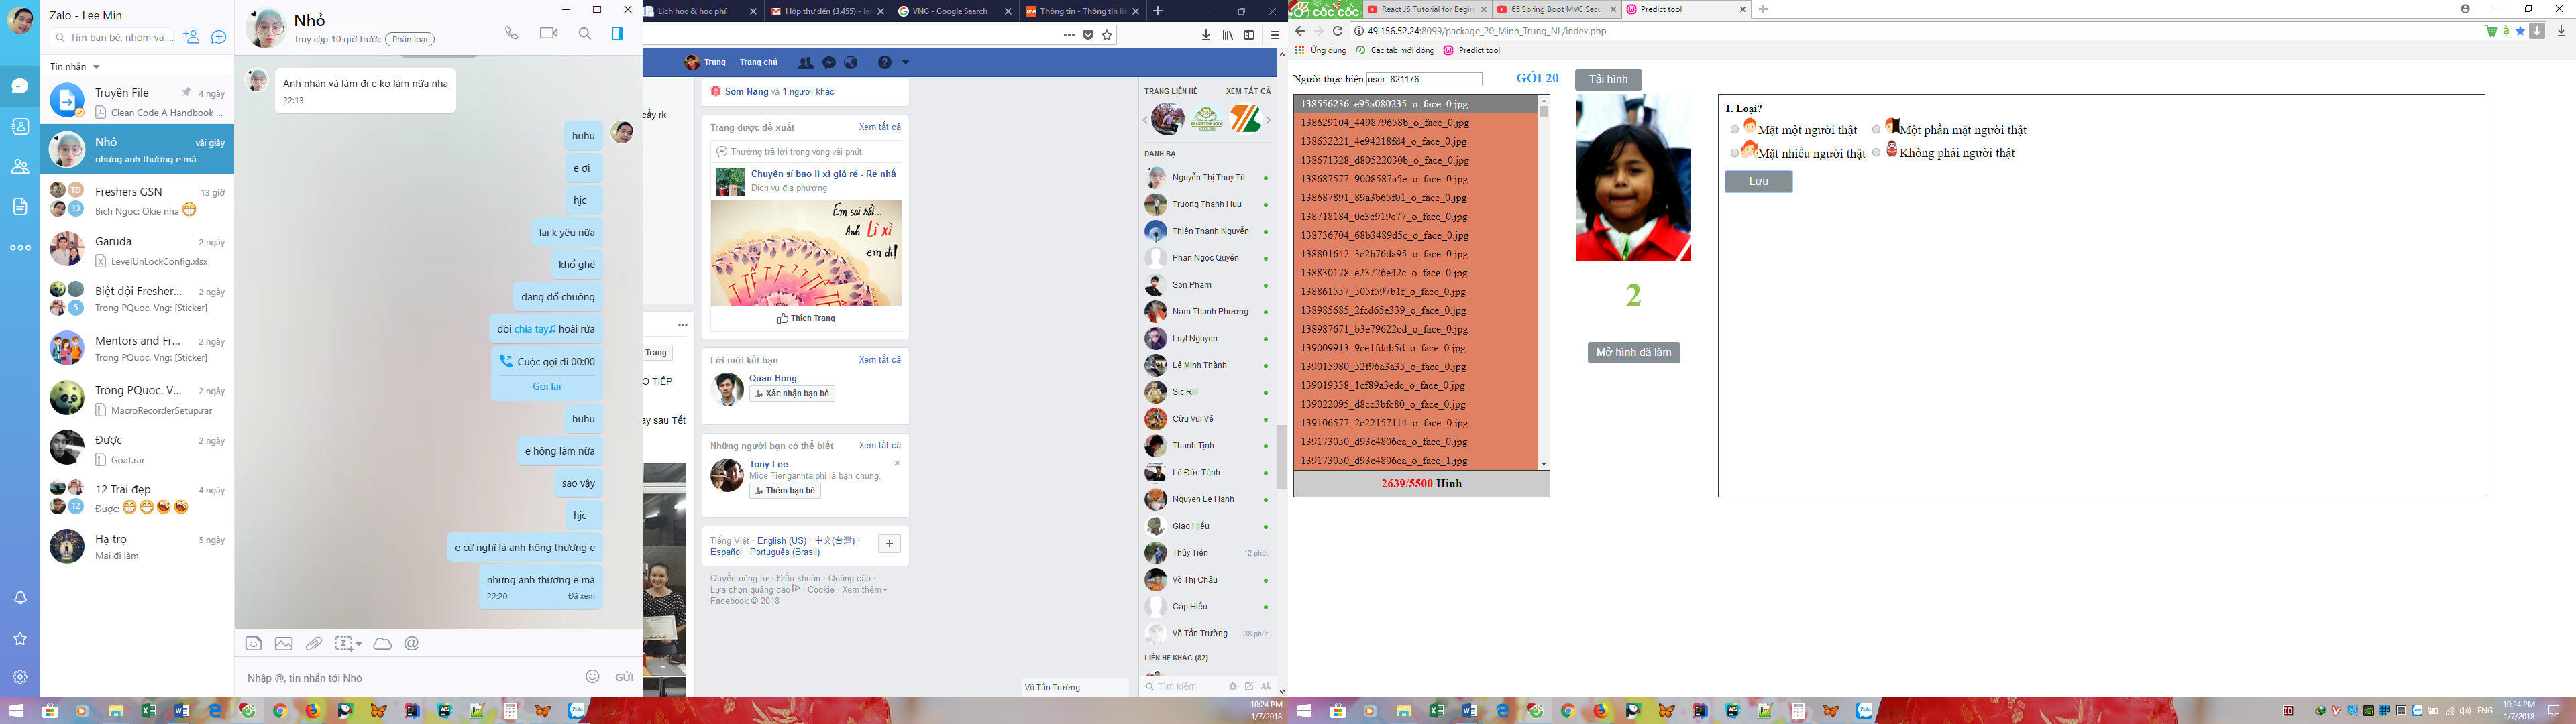 Zalo - Lee Min
Tìm bạn bè, nhóm và ...
Tin nhắn
Truyền File
4 ngày
Clean Code A Handbook ...
Nhỏ
vài giây
nhưng anh thương e mà
Freshers GSN
13 giờ
Bich Ngoc: Okie nha
TĐ
13
Garuda
2 ngày
LevelUnLockConfig.xlsx
Biệt đội Fresher...
2 ngày
Trong PQuoc. Vng: [Sticker]
5
Mentors and Fr...
2 ngày
Trong PQuoc. Vng: [Sticker]
Trong PQuoc. V...
2 ngày
MacroRecorderSetup.rar
Được
2 ngày
Goat.rar
12 Trai đẹp
4 ngày
Được:
12
Hạ trọ
5 ngày
Mai đi làm
Nhỏ
Truy cập 10 giờ trước
Phân loại
Anh nhận và làm đi e ko làm nữa nha
22:13
huhu
e ơi
hjc
lại k yêu nữa
khổ ghê
đang đổ chuông
đòi chia tay♫ hoài rứa
Cuộc gọi đi 00:00
Gọi lại
huhu
e hông làm nữa
sao vậy
hjc
e cứ nghĩ là anh hông thương e
nhưng anh thương e mà
22:20
Đã xem
Nhập @, tin nhắn tới Nhỏ
GỬI
Lịch học & học phí
Hộp thư đến (3.455) - le
VNG - Google Search
Thông tin - Thông tin li
Trung
Trang chủ
cấy rk
Trang
O TIẾP
ay sau Tết
Som Nang và 1 người khác
Trang được đề xuất
Xem tất cả
Thường trả lời trong vòng vài phút
Chuyên sỉ bao lì xì giá rẻ - Rẻ nhấ
Dịch vụ địa phương
Em sai rồi...
Anh lì xì
em đi!
Thích Trang
Lời mời kết bạn
Xem tất cả
Quan Hong
Xác nhận bạn bè
Những người bạn có thể biết
Xem tất cả
Tony Lee
Mice Tienganhtaiphi là bạn chung.
Thêm bạn bè
Tiếng Việt · English (US) · 中文(台灣) ·
Español · Português (Brasil)
Quyền riêng tư · Điều khoản · Quảng cáo ·
Lựa chọn quảng cáo · Cookie · Xem thêm
Facebook © 2018
TRANG LIÊN HỆ
XEM TẤT CẢ
DANH BẠ
Nguyễn Thị Thủy Tú
Truong Thanh Huu
Thiên Thanh Nguyễn
Phan Ngọc Quyền
Son Pham
Nam Thanh Phương
Luyt Nguyen
Lê Minh Thành
Sic Rill
Cừu Vui Vẻ
Thanh Tịnh
Lê Đức Tánh
Nguyen Le Hanh
Giao Hiếu
Thủy Tiên
12 phút
Võ Thị Châu
Cáp Hiếu
Võ Tấn Trường
38 phút
LIÊN HỆ KHÁC (82)
Tìm kiếm
Võ Tấn Trường
10:24 PM
1/7/2018
CỐC CỐC
React JS Tutorial for Begin
65.Spring Boot MVC Secu
Predict tool
49.156.52.24:8099/package_20_Minh_Trung_NL/index.php
Ứng dụng
Các tab mới đóng
Predict tool
Người thực hiện
user_821176
GÓI 20
Tải hình
138556236_e95a080235_o_face_0.jpg
138629104_449879658b_o_face_0.jpg
138632221_4e94218fd4_o_face_0.jpg
138671328_d80522030b_o_face_0.jpg
138687577_9008587a5e_o_face_0.jpg
138687891_89a3b65f01_o_face_0.jpg
138718184_0c3c919e77_o_face_0.jpg
138736704_68b3489d5c_o_face_0.jpg
138801642_3c2b76da95_o_face_0.jpg
138830178_e23726e42c_o_face_0.jpg
138861557_505f597b1f_o_face_0.jpg
138985685_2fcd65e339_o_face_0.jpg
138987671_b3e79622cd_o_face_0.jpg
139009913_9ce1fdcb5d_o_face_0.jpg
139015980_52f96a3a35_o_face_0.jpg
139019338_1cf89a3edc_o_face_0.jpg
139022095_d8cc3bfc80_o_face_0.jpg
139106577_2c22157114_o_face_0.jpg
139173050_d93c4806ea_o_face_0.jpg
139173050_d93c4806ea_o_face_1.jpg
2639/5500 Hình
2
Mở hình đã làm
1. Loại?
Mặt một người thật
Một phần mặt người thật
Mặt nhiều người thật
Không phải người thật
Lưu
ENG
10:24 PM
1/7/2018